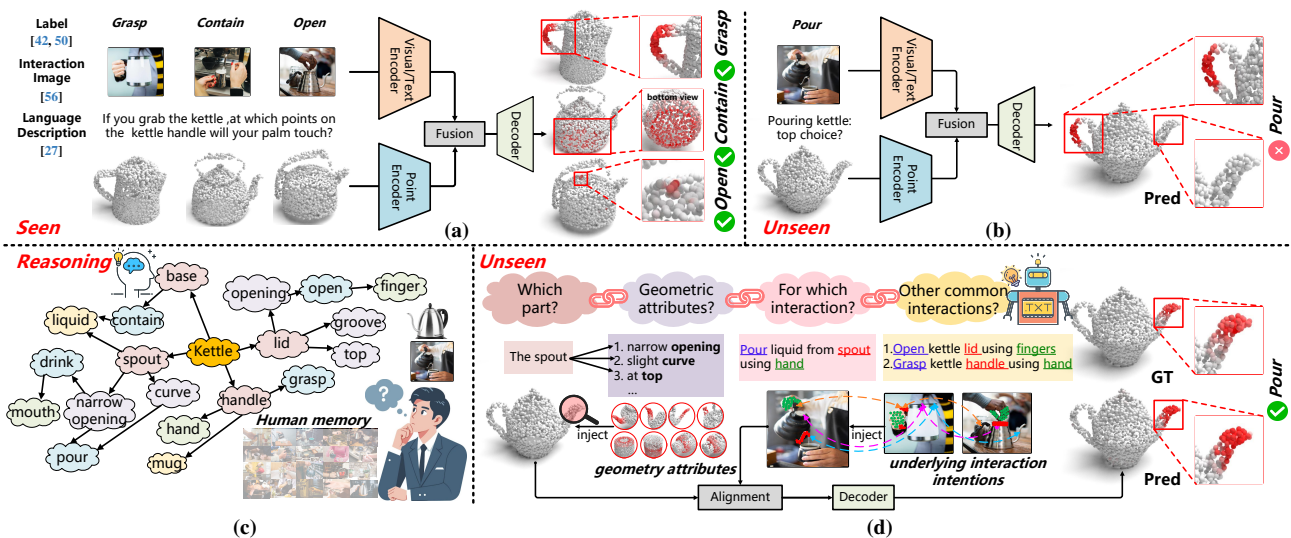 Label
[42, 50]
Interaction
Image
[56]
Language
Description
[27]
Grasp
Contain
Open
If you grab the kettle ,at which points on
the kettle handle will your palm touch?
Visual/Text
Encoder
Point
Encoder
Fusion
Decoder
bottom view
Grasp
Contain
Open
Seen
(a)
Pour
Pouring kettle:
top choice?
Visual/Text
Encoder
Point
Encoder
Fusion
Decoder
Pred
Pour
Unseen
(b)
Reasoning
base
opening
open
finger
liquid
contain
groove
Kettle
lid
top
drink
spout
grasp
curve
handle
mouth
narrow
opening
hand
pour
mug
Human memory
?
(c)
Unseen
Which
part?
Geometric
attributes?
For which
interaction?
Other common
interactions?
.TXT
The spout
1. narrow opening
2. slight curve
3. at top
...
Pour liquid from spout
using hand
1.Open kettle lid using fingers
2.Grasp kettle handle using hand
inject
geometry attributes
inject
underlying interaction
intentions
Alignment
Decoder
GT
Pred
Pour
(d)